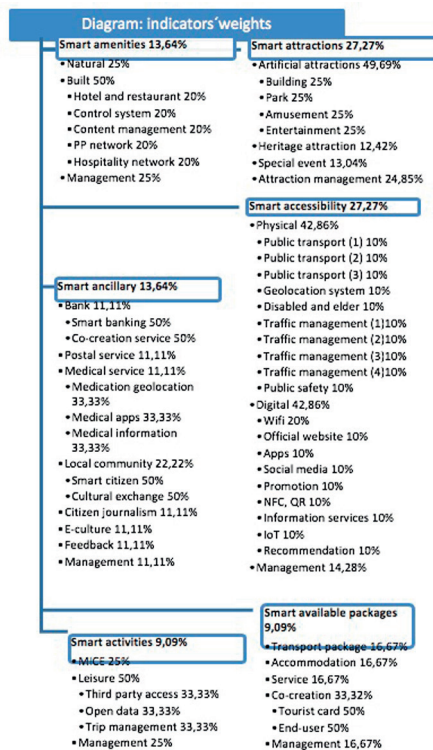 Diagram: indicators´weights
Smart amenities 13,64%
•Natural 25%
•Built 50%
•Hotel and restaurant 20%
•Control system 20%
•Content management 20%
•PP network 20%
•Hospitality network 20%
•Management 25%
Smart attractions 27,27%
•Artificial attractions 49,69%
•Building 25%
•Park 25%
•Amusement 25%
•Entertainment 25%
•Heritage attraction 12,42%
•Special event 13,04%
•Attraction management 24,85%
Smart accessibility 27,27%
•Physical 42,86%
•Public transport (1) 10%
•Public transport (2) 10%
•Public transport (3) 10%
•Geolocation system 10%
•Disabled and elder 10%
•Traffic management (1)10%
•Traffic management (2)10%
•Traffic management (3)10%
•Traffic management (4)10%
•Public safety 10%
•Digital 42,86%
•Wifi 20%
•Official website 10%
•Apps 10%
•Social media 10%
•Promotion 10%
•NFC, QR 10%
•Information services 10%
•IoT 10%
•Recommendation 10%
•Management 14,28%
Smart ancillary 13,64%
•Bank 11,11%
•Smart banking 50%
•Co-creation service 50%
•Postal service 11,11%
•Medical service 11,11%
•Medication geolocation
33,33%
•Medical apps 33,33%
•Medical information
33,33%
•Local community 22,22%
•Smart citizen 50%
•Cultural exchange 50%
•Citizen journalism 11,11%
•E-culture 11,11%
•Feedback 11,11%
•Management 11,11%
Smart activities 9,09%
•MICE 25%
•Leisure 50%
•Third party access 33,33%
•Open data 33,33%
•Trip management 33,33%
•Management 25%
Smart available packages
9,09%
•Transport package 16,67%
•Accommodation 16,67%
•Service 16,67%
•Co-creation 33,32%
•Tourist card 50%
•End-user 50%
•Management 16,67%